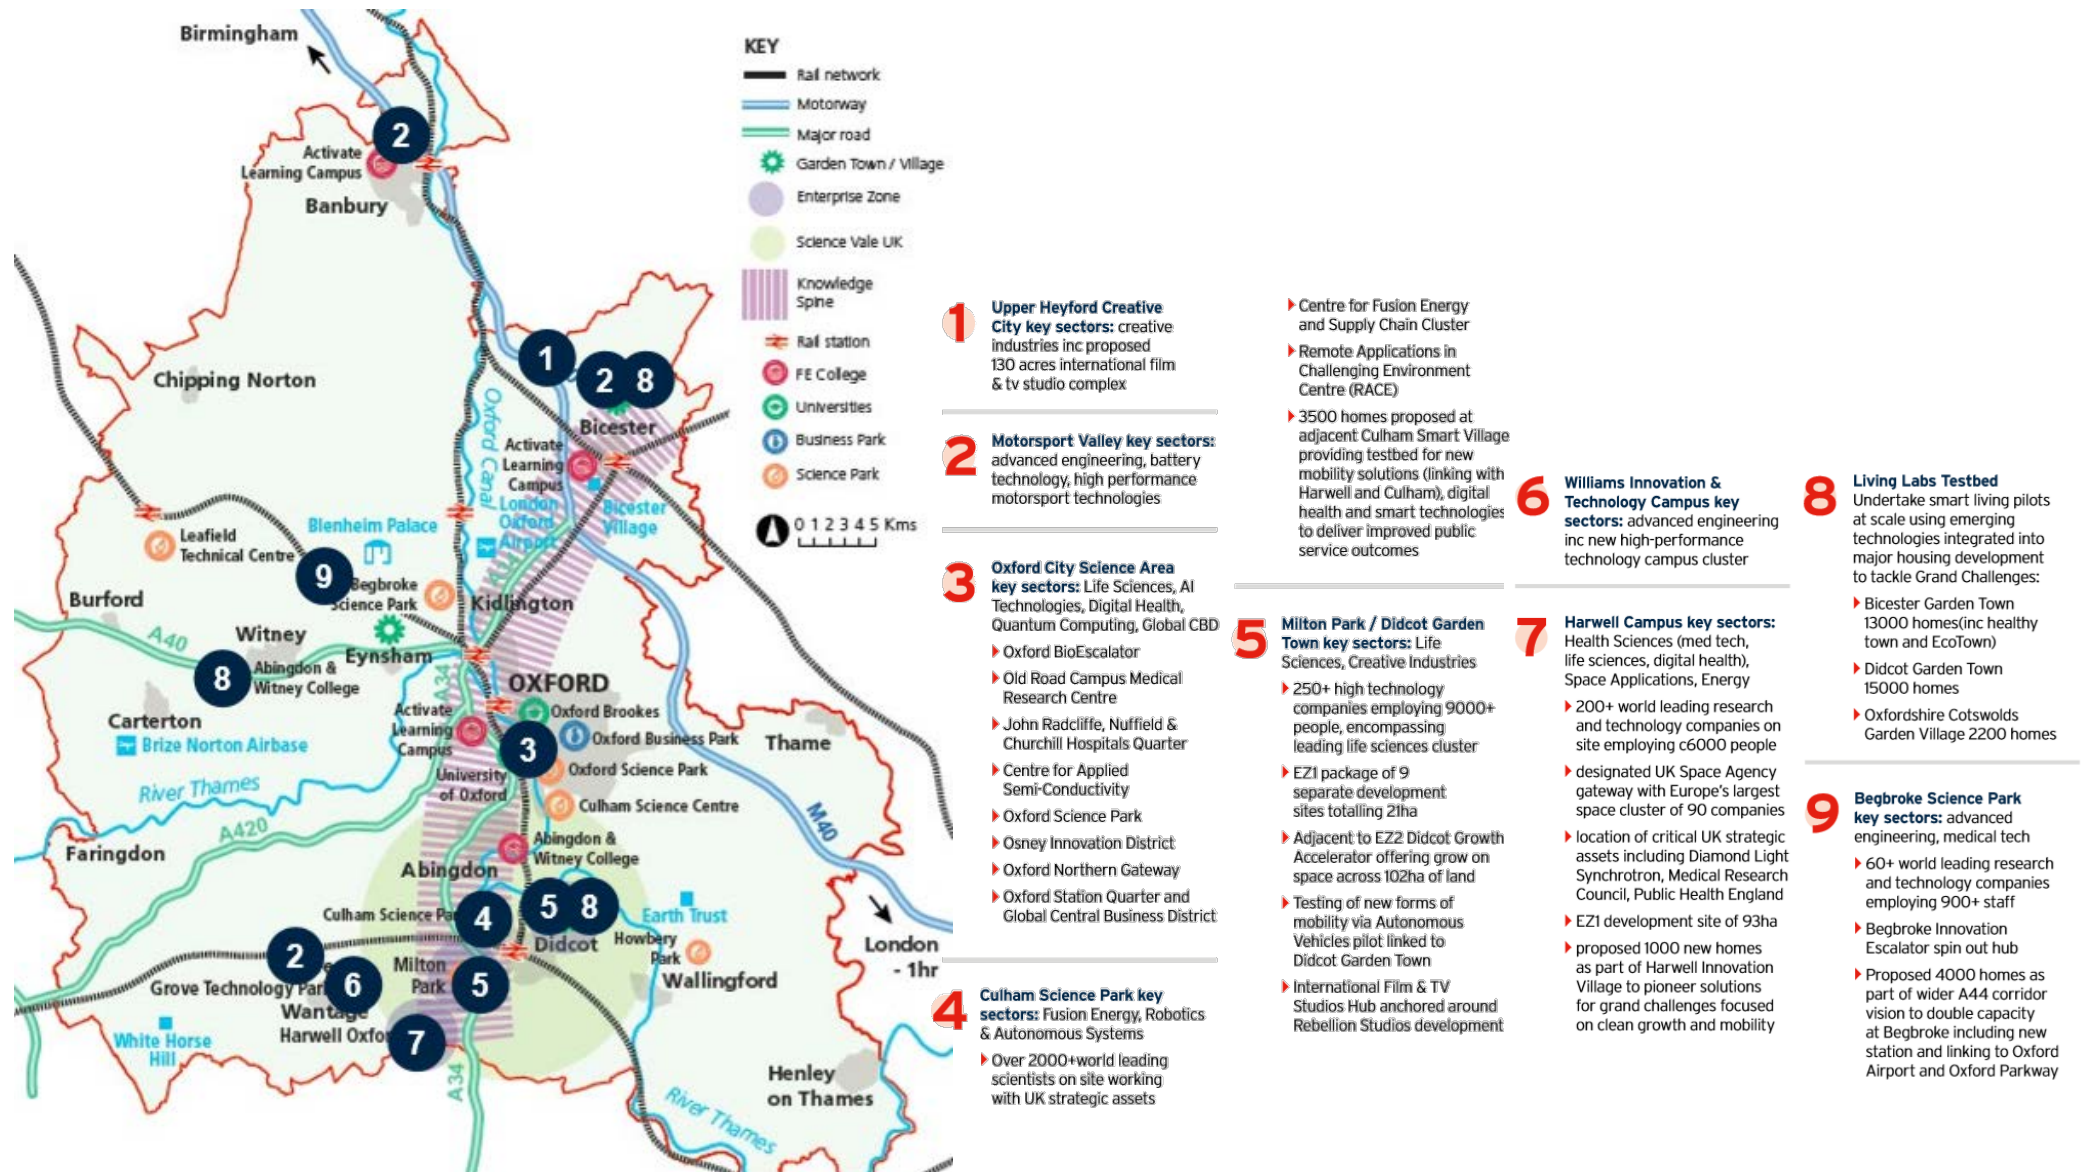 Birmingham
2
Activate
Learning Campus
Banbury
Chipping Norton
1
2 8
Bicester
Oxford Canal
Activate
Learning
Campus
London
Oxford
Airport
Bicester
Village
Blenheim Palace
Leafield
Technical Centre
9
Begbroke
Science Park
Kidlington
Burford
A40
Witney
Eynsham
8
Abingdon &
Witney College
A34
OXFORD
Carterton
Brize Norton Airbase
Activate
Learning
Campus
Oxford Brookes
3
Oxford Business Park
Thame
University
of Oxford
Oxford Science Park
Culham Science Centre
River Thames
A420
M40
Faringdon
Abingdon &
Witney College
Abingdon
Culham Science Pa
4
5 8
Earth Trust
Didcot
Howbery
Park
London
- 1hr
2
Milton
Park
5
Wallingford
Grove Technology Par
6
Wantage
Harwell Oxfo
7
White Horse
Hill
A34
Henley
on Thames
River Thames
KEY
Rail network
Motorway
Major road
Garden Town / Village
Enterprise Zone
Science Vale UK
Knowledge
Spine
Rail station
FE College
Universities
Business Park
Science Park
0 1 2 3 4 5 Kms
1
Upper Heyford Creative
City key sectors: creative
industries inc proposed
130 acres international film
& tv studio complex
2
Motorsport Valley key sectors:
advanced engineering, battery
technology, high performance
motorsport technologies
3
Oxford City Science Area
key sectors: Life Sciences, AI
Technologies, Digital Health,
Quantum Computing, Global CBD
Oxford BioEscalator
Old Road Campus Medical
Research Centre
John Radcliffe, Nuffield &
Churchill Hospitals Quarter
Centre for Applied
Semi-Conductivity
Oxford Science Park
Osney Innovation District
Oxford Northern Gateway
Oxford Station Quarter and
Global Central Business District
4
Culham Science Park key
sectors: Fusion Energy, Robotics
& Autonomous Systems
Over 2000+world leading
scientists on site working
with UK strategic assets
Centre for Fusion Energy
and Supply Chain Cluster
Remote Applications in
Challenging Environment
Centre (RACE)
3500 homes proposed at
adjacent Culham Smart Village
providing testbed for new
mobility solutions (linking with
Harwell and Culham), digital
health and smart technologies
to deliver improved public
service outcomes
5
Milton Park / Didcot Garden
Town key sectors: Life
Sciences, Creative Industries
250+ high technology
companies employing 9000+
people, encompassing
leading life sciences cluster
EZ1 package of 9
separate development
sites totalling 21ha
Adjacent to EZ2 Didcot Growth
Accelerator offering grow on
space across 102ha of land
Testing of new forms of
mobility via Autonomous
Vehicles pilot linked to
Didcot Garden Town
International Film & TV
Studios Hub anchored around
Rebellion Studios development
6
Williams Innovation &
Technology Campus key
sectors: advanced engineering
inc new high-performance
technology campus cluster
7
Harwell Campus key sectors:
Health Sciences (med tech,
life sciences, digital health),
Space Applications, Energy
200+ world leading research
and technology companies on
site employing c6000 people
designated UK Space Agency
gateway with Europe's largest
space cluster of 90 companies
location of critical UK strategic
assets including Diamond Light
Synchrotron, Medical Research
Council, Public Health England
EZ1 development site of 93ha
proposed 1000 new homes
as part of Harwell Innovation
Village to pioneer solutions
for grand challenges focused
on clean growth and mobility
8
Living Labs Testbed
Undertake smart living pilots
at scale using emerging
technologies integrated into
major housing development
to tackle Grand Challenges:
Bicester Garden Town
13000 homes(inc healthy
town and EcoTown)
Didcot Garden Town
15000 homes
Oxfordshire Cotswolds
Garden Village 2200 homes
9
Begbroke Science Park
key sectors: advanced
engineering, medical tech
60+ world leading research
and technology companies
employing 900+ staff
Begbroke Innovation
Escalator spin out hub
Proposed 4000 homes as
part of wider A44 corridor
vision to double capacity
at Begbroke including new
station and linking to Oxford
Airport and Oxford Parkway